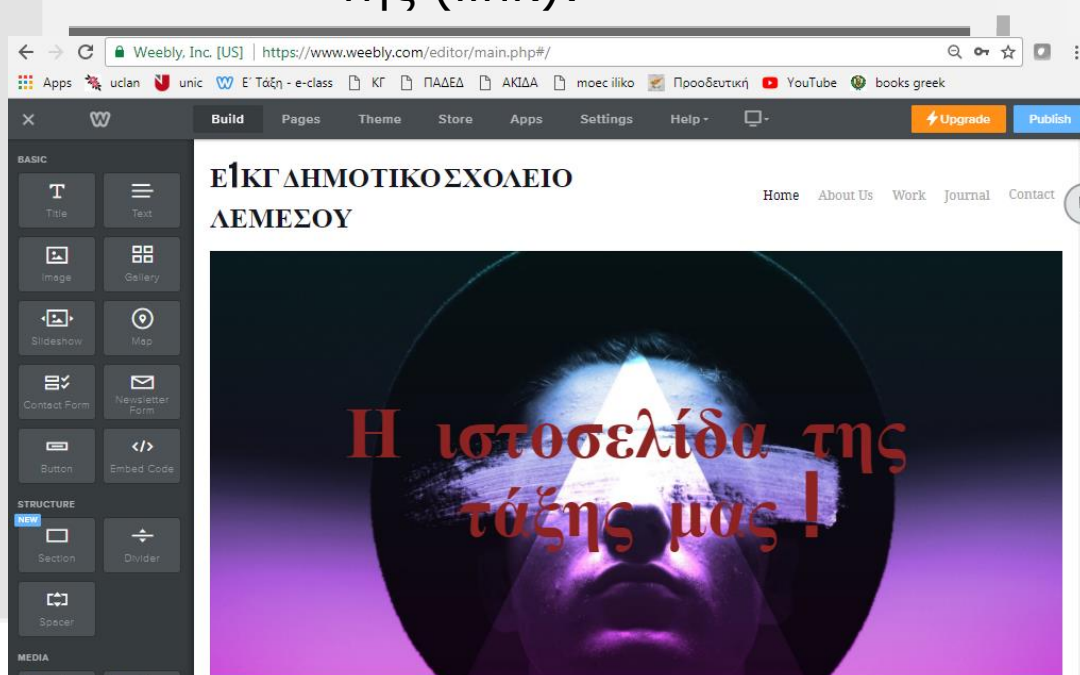 της (link).
Weebly, Inc. [US] | https://www.weebly.com/editor/main.php#/
Apps uclan unic Ε΄ Τάξη - e-class ΚΓ ΠΑΔΕΔ ΑΚΙΔΑ moec iliko Προοδευτική YouTube books greek
Build Pages Theme Store Apps Settings Help Upgrade Publish
BASIC
Title Text
Image Gallery
Slideshow Map
Contact Form Newsletter Form
Button Embed Code
STRUCTURE
NEW
Section Divider
Spacer
MEDIA
Ε1ΚΓ ΔΗΜΟΤΙΚΟ ΣΧΟΛΕΙΟ
ΛΕΜΕΣΟΥ
Home About Us Work Journal Contact
Η ιστοσελίδα της
τάξης μας !